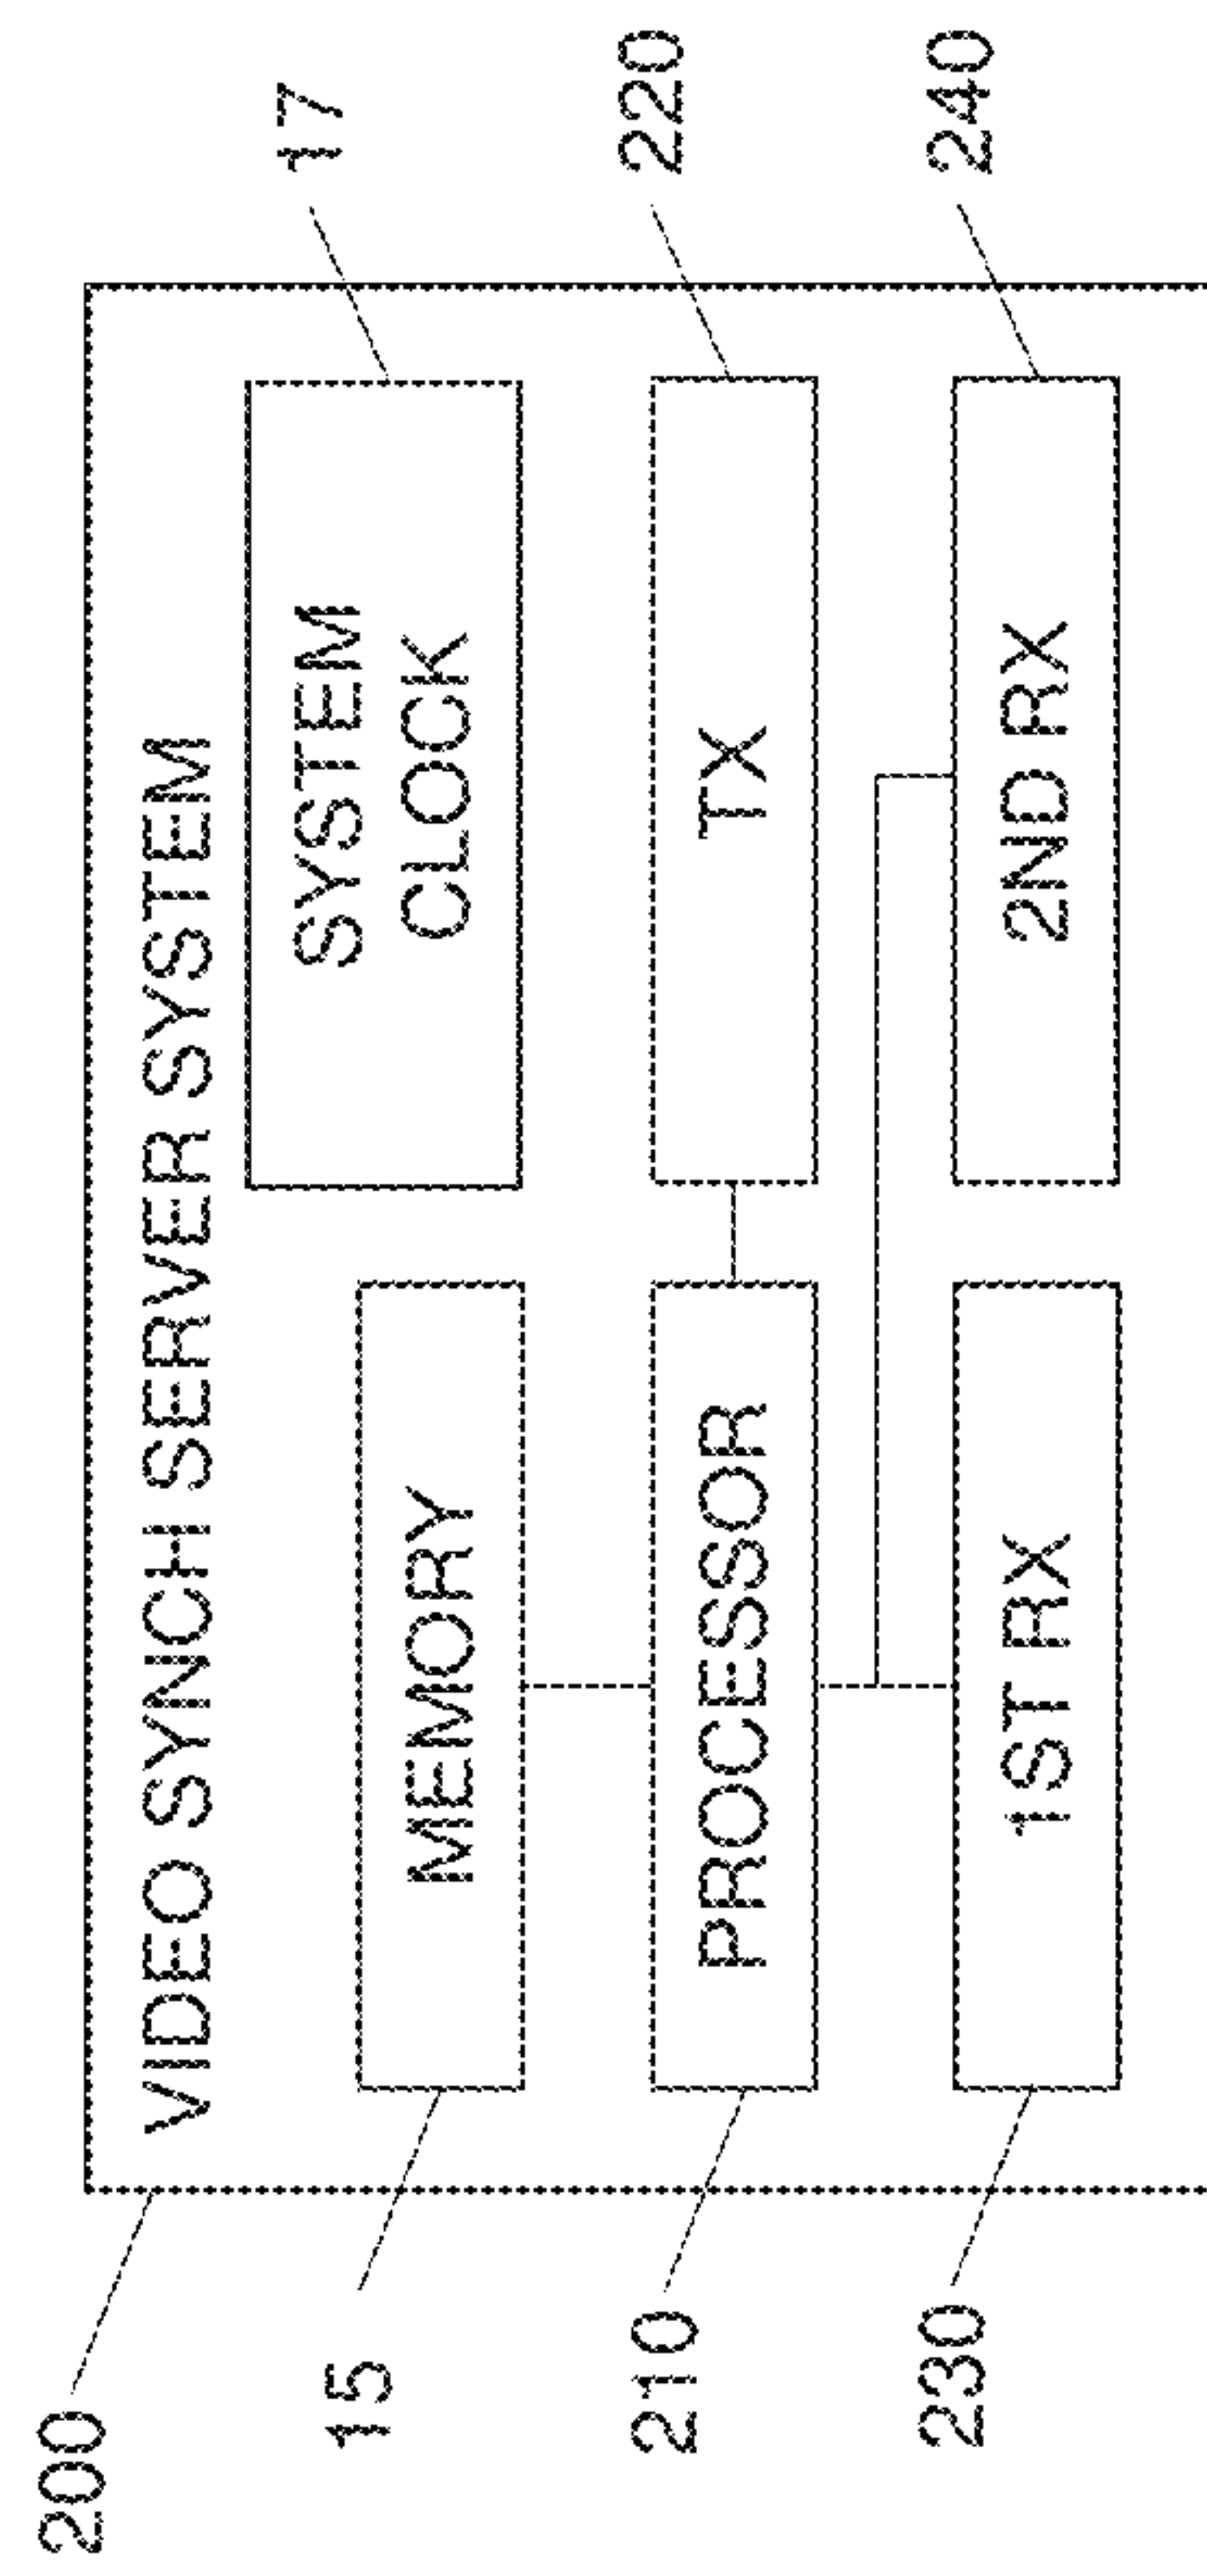 200
VIDEO SYNCH SERVER SYSTEM
15
MEMORY
SYSTEM
CLOCK
17
210
PROCESSOR
TX
220
230
1ST RX
2ND RX
240